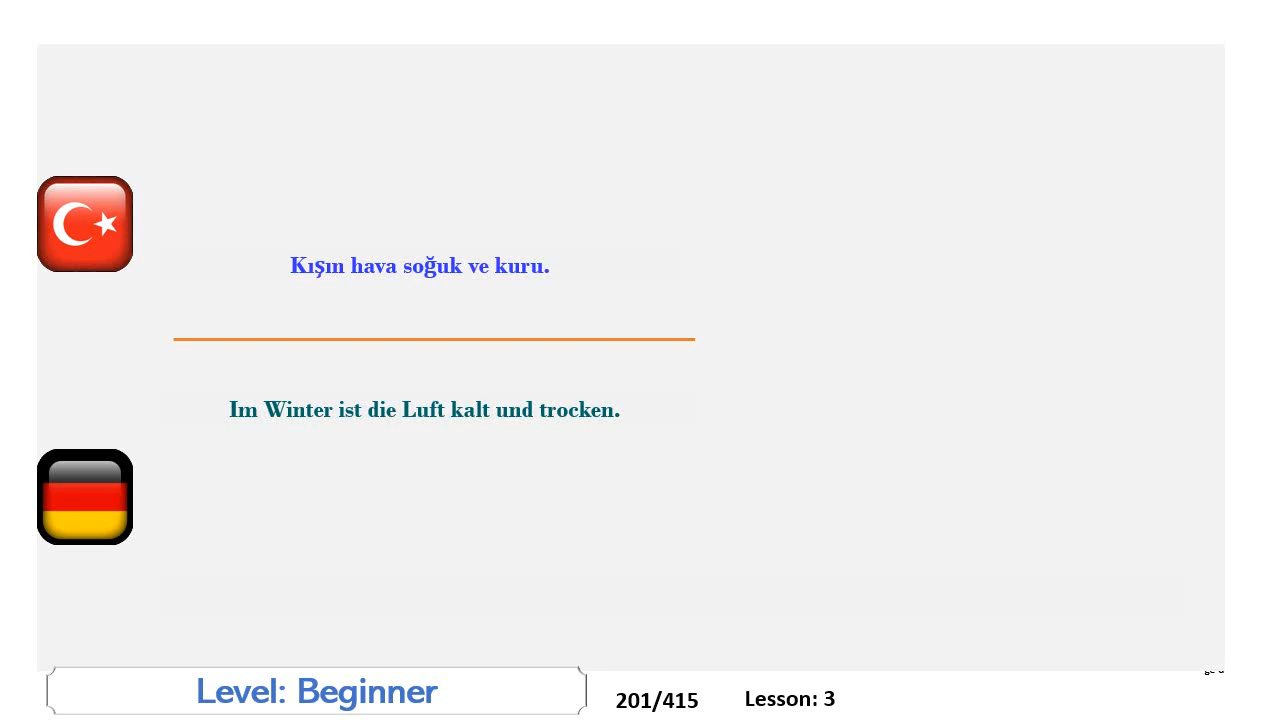 Kışın hava soğuk ve kuru.
Im Winter ist die Luft kalt und trocken.
Level: Beginner
201/415
Lesson: 3